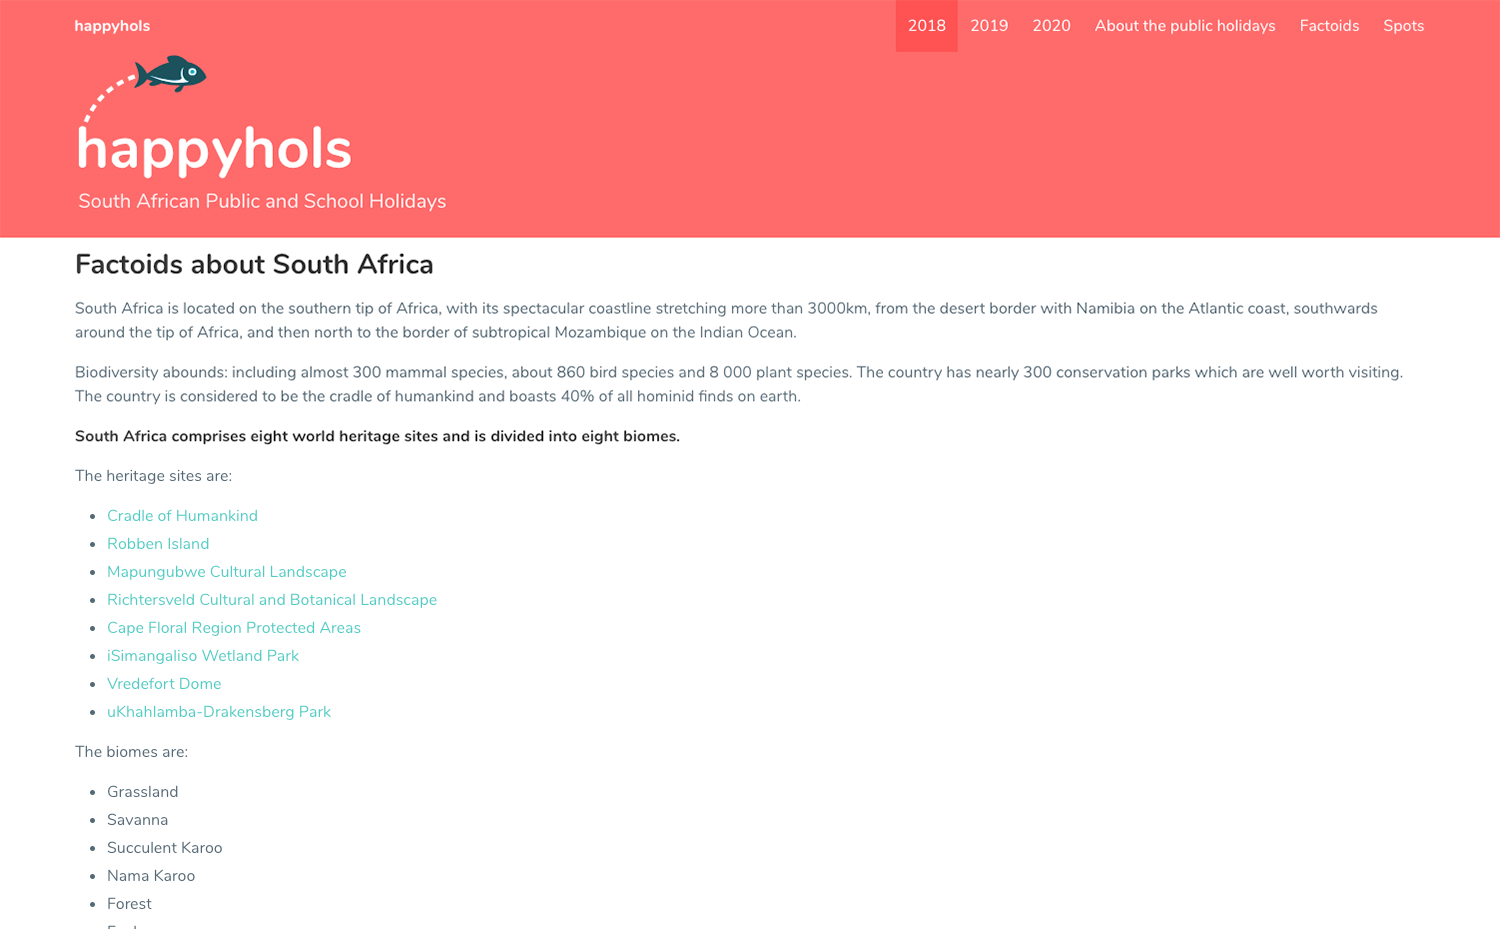 happyhols
2018 2019 2020 About the public holidays Factoids Spots
happyhols
South African Public and School Holidays
Factoids about South Africa
South Africa is located on the southern tip of Africa, with its spectacular coastline stretching more than 3000km, from the desert border with Namibia on the Atlantic coast, southwards
around the tip of Africa, and then north to the border of subtropical Mozambique on the Indian Ocean.
Biodiversity abounds: including almost 300 mammal species, about 860 bird species and 8 000 plant species. The country has nearly 300 conservation parks which are well worth visiting.
The country is considered to be the cradle of humankind and boasts 40% of all hominid finds on earth.
South Africa comprises eight world heritage sites and is divided into eight biomes.
The heritage sites are:
Cradle of Humankind
Robben Island
Mapungubwe Cultural Landscape
Richtersveld Cultural and Botanical Landscape
Cape Floral Region Protected Areas
iSimangaliso Wetland Park
Vredefort Dome
uKhahlamba-Drakensberg Park
The biomes are:
Grassland
Savanna
Succulent Karoo
Nama Karoo
Forest